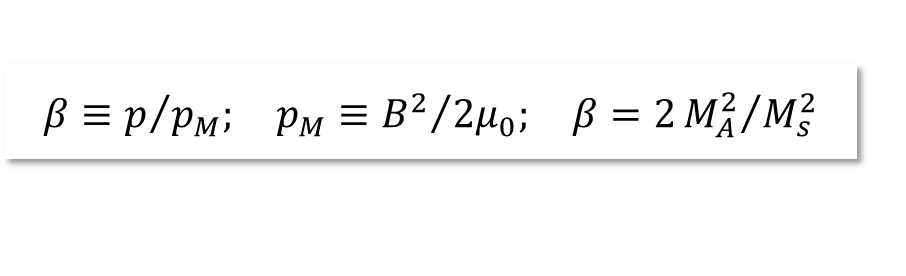 β ≡ p/p_M;   p_M ≡ B²/2μ₀;   β = 2 M_A²/M_s²